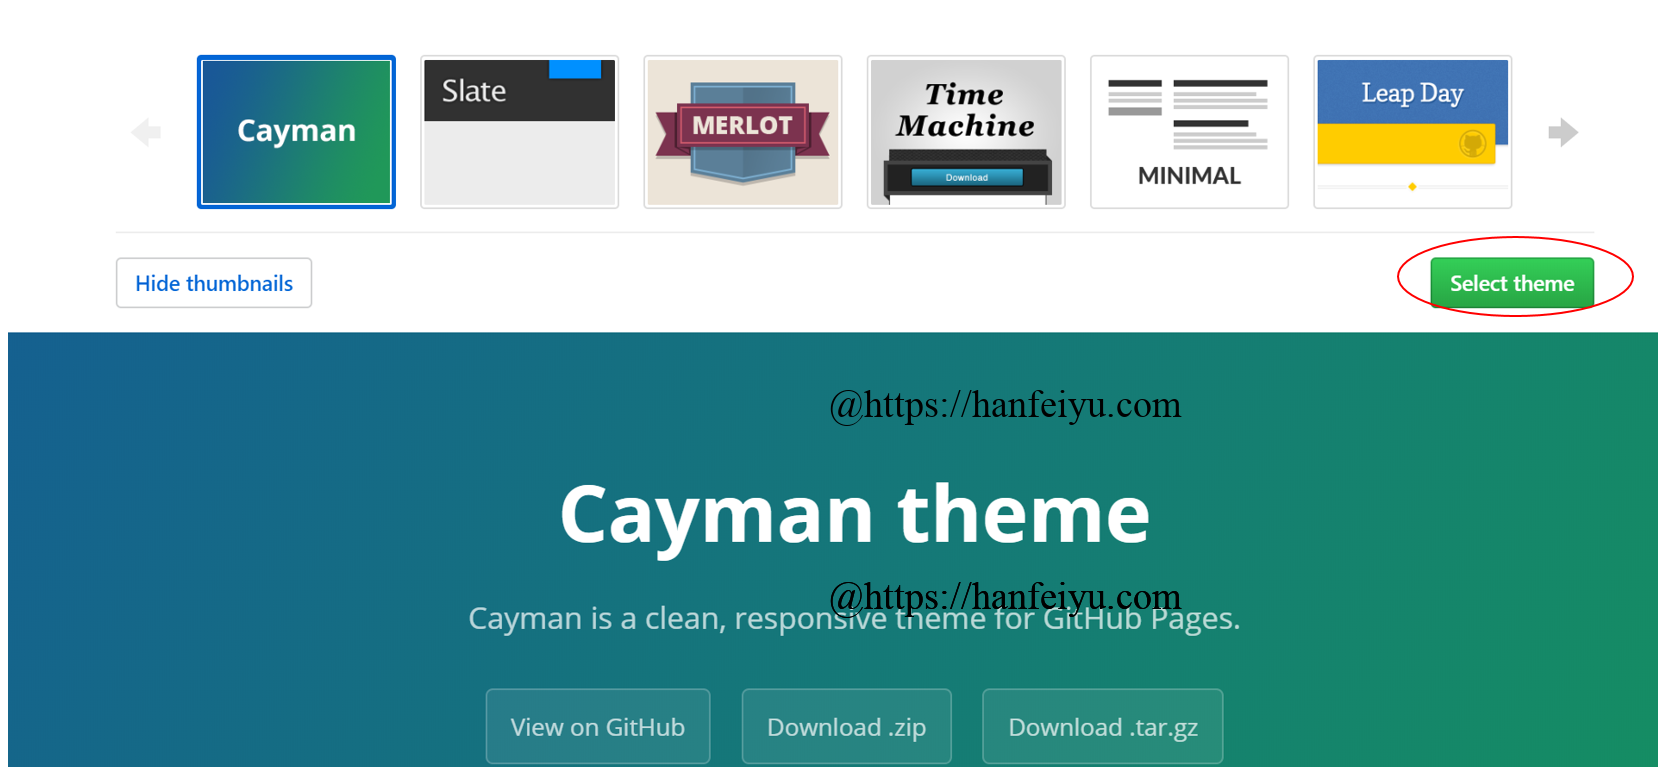 Cayman
Slate
MERLOT
Time
Machine
Download
MINIMAL
Leap Day
Hide thumbnails
Select theme
@https://hanfeiyu.com
Cayman theme
@https://hanfeiyu.com
Cayman is a clean, responsive theme for GitHub Pages.
View on GitHub
Download .zip
Download .tar.gz